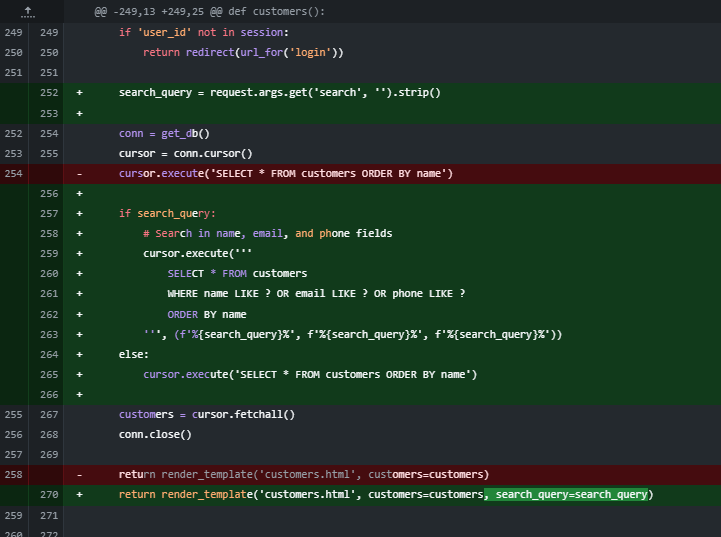 @@ -249,13 +249,25 @@ def customers():
249 249 if 'user_id' not in session:
250 250 return redirect(url_for('login'))
251 251
252 + search_query = request.args.get('search', '').strip()
253 +
252 254 conn = get_db()
253 255 cursor = conn.cursor()
254 - cursor.execute('SELECT * FROM customers ORDER BY name')
256 +
257 + if search_query:
258 + # Search in name, email, and phone fields
259 + cursor.execute('''
260 + SELECT * FROM customers
261 + WHERE name LIKE ? OR email LIKE ? OR phone LIKE ?
262 + ORDER BY name
263 + ''', (f'%{search_query}%', f'%{search_query}%', f'%{search_query}%'))
264 + else:
265 + cursor.execute('SELECT * FROM customers ORDER BY name')
266 +
255 267 customers = cursor.fetchall()
256 268 conn.close()
257 269
258 - return render_template('customers.html', customers=customers)
270 + return render_template('customers.html', customers=customers, search_query=search_query)
259 271
260 272